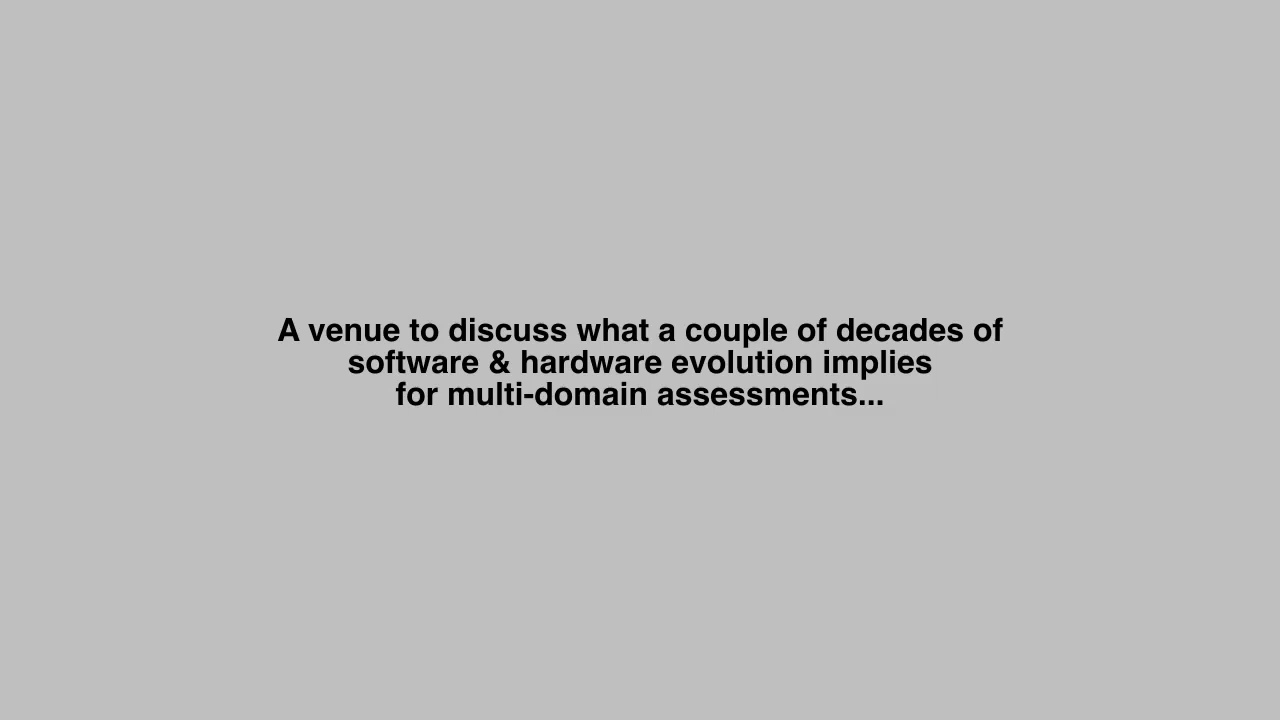 A venue to discuss what a couple of decades of
software & hardware evolution implies
for multi-domain assessments...